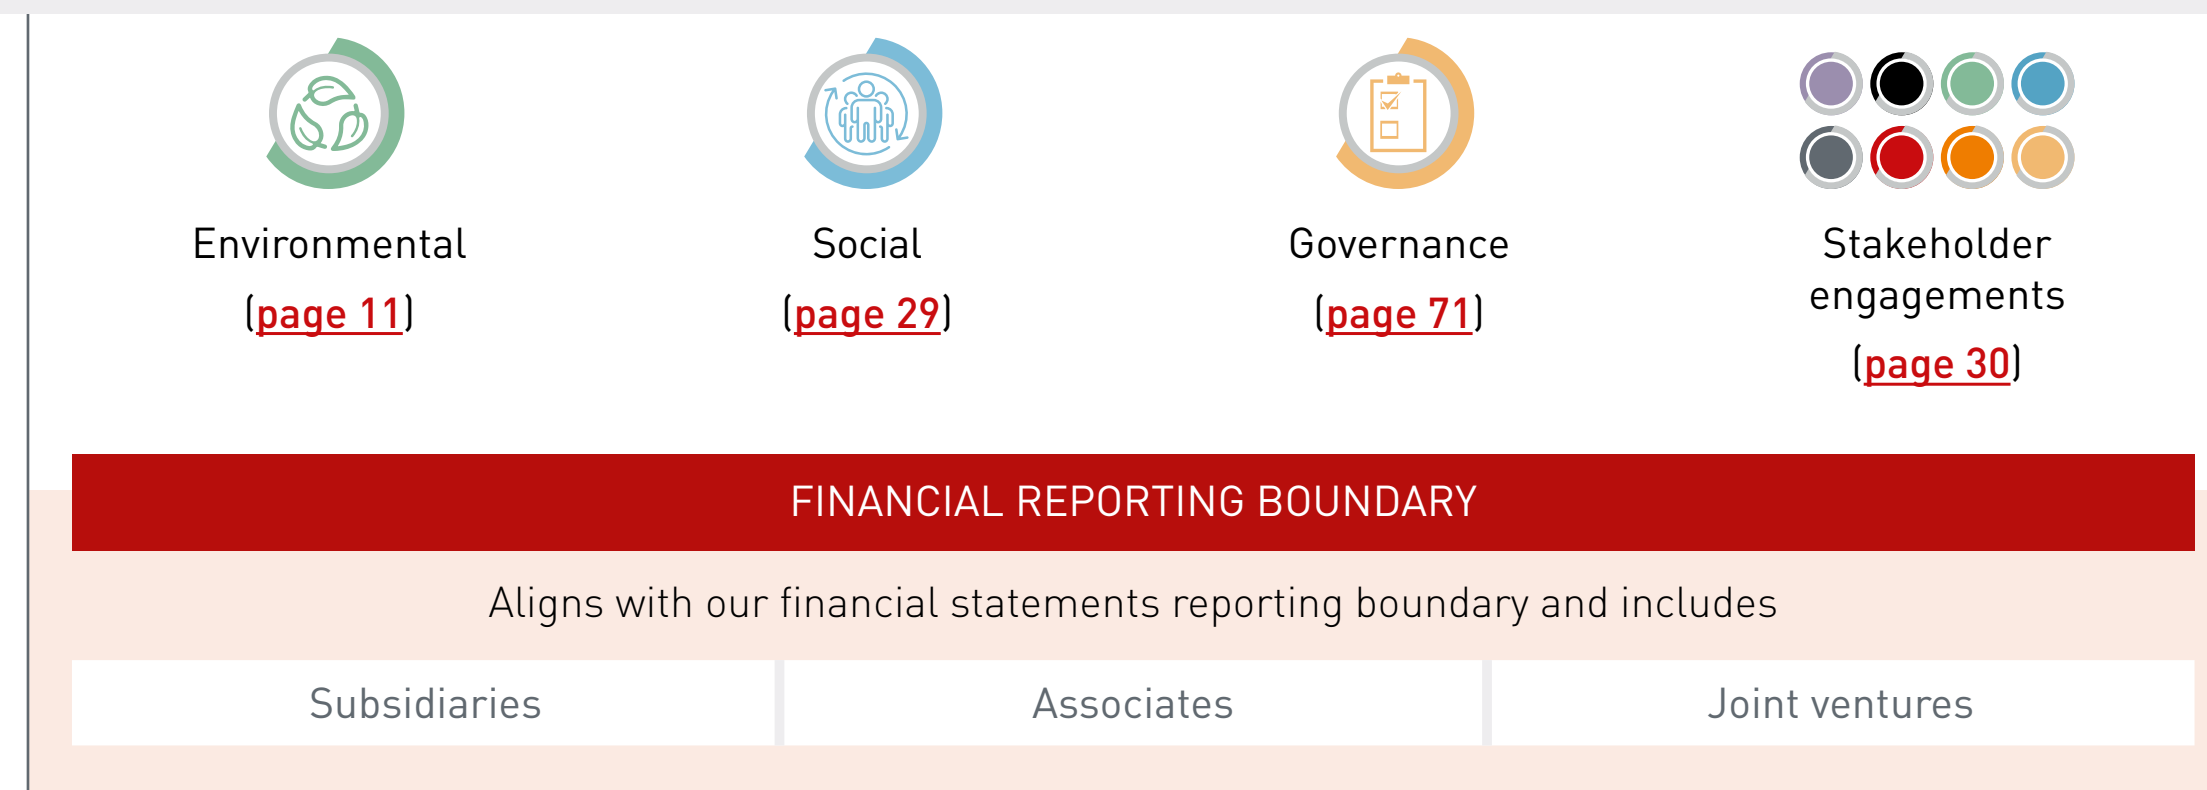 Environmental
(page 11)
Social
(page 29)
Governance
(page 71)
Stakeholder
engagements
(page 30)
FINANCIAL REPORTING BOUNDARY
Aligns with our financial statements reporting boundary and includes
Subsidiaries
Associates
Joint ventures